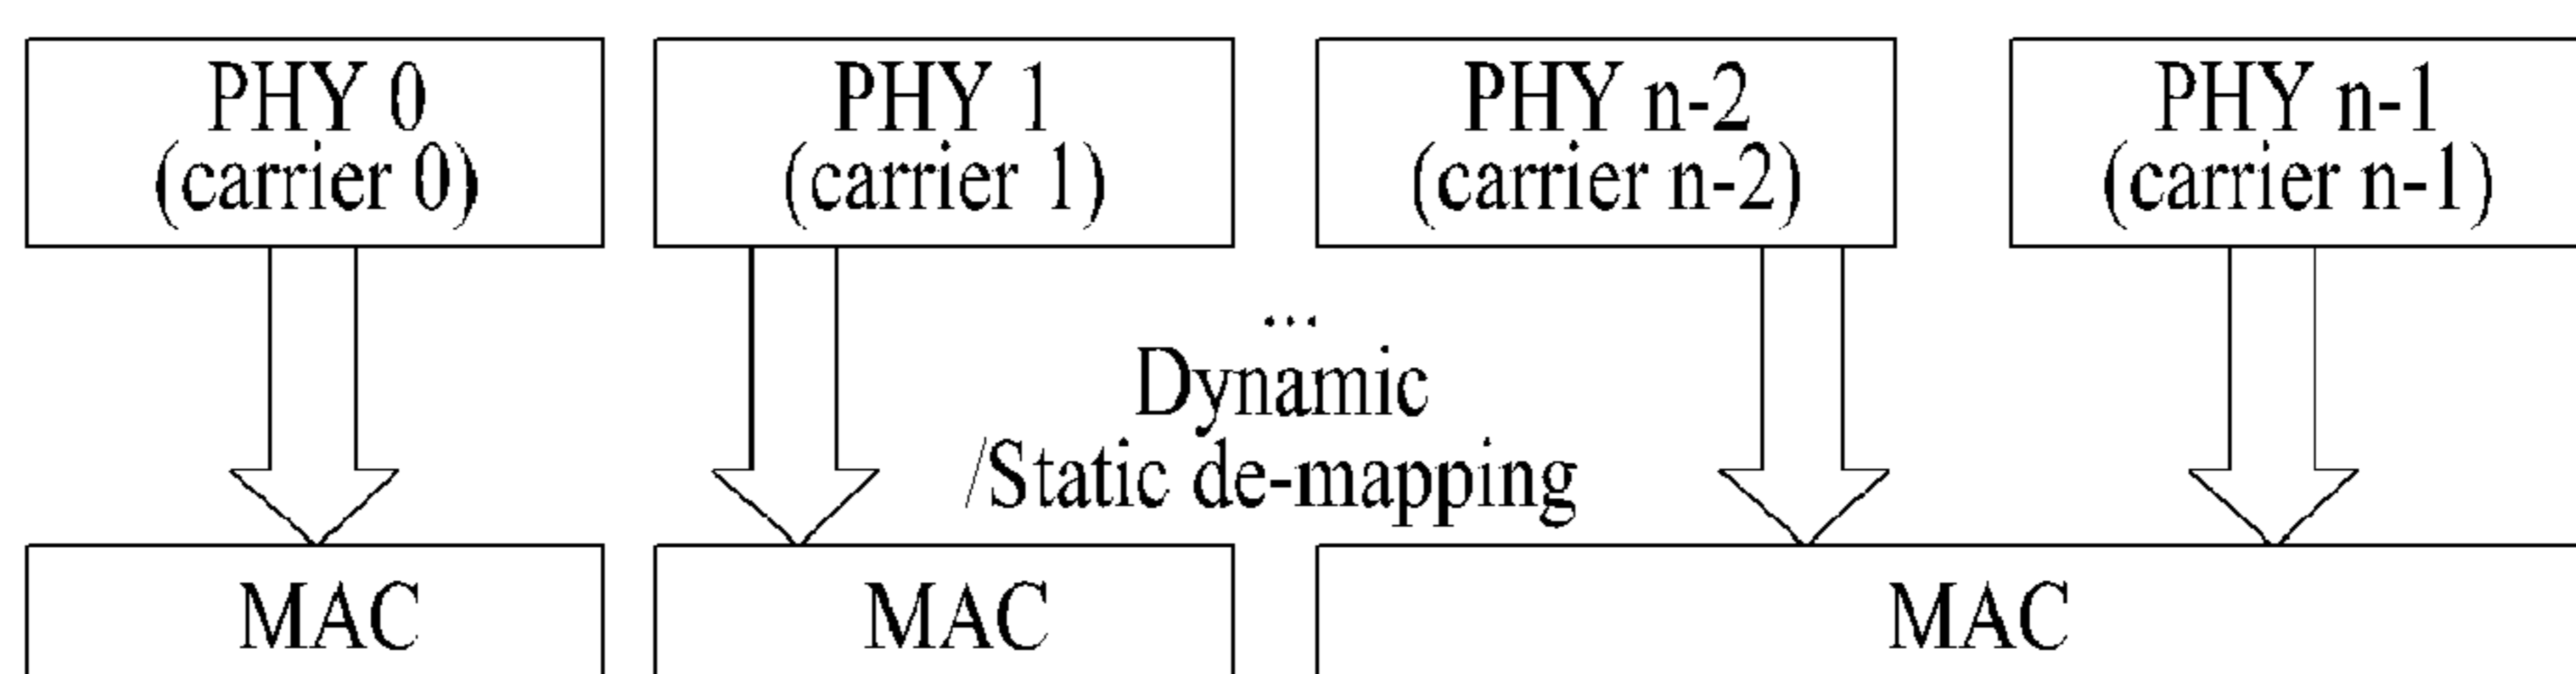 PHY 0
(carrier 0)
PHY 1
(carrier 1)
PHY n-2
(carrier n-2)
PHY n-1
(carrier n-1)
...
Dynamic
/Static de-mapping
MAC
MAC
MAC